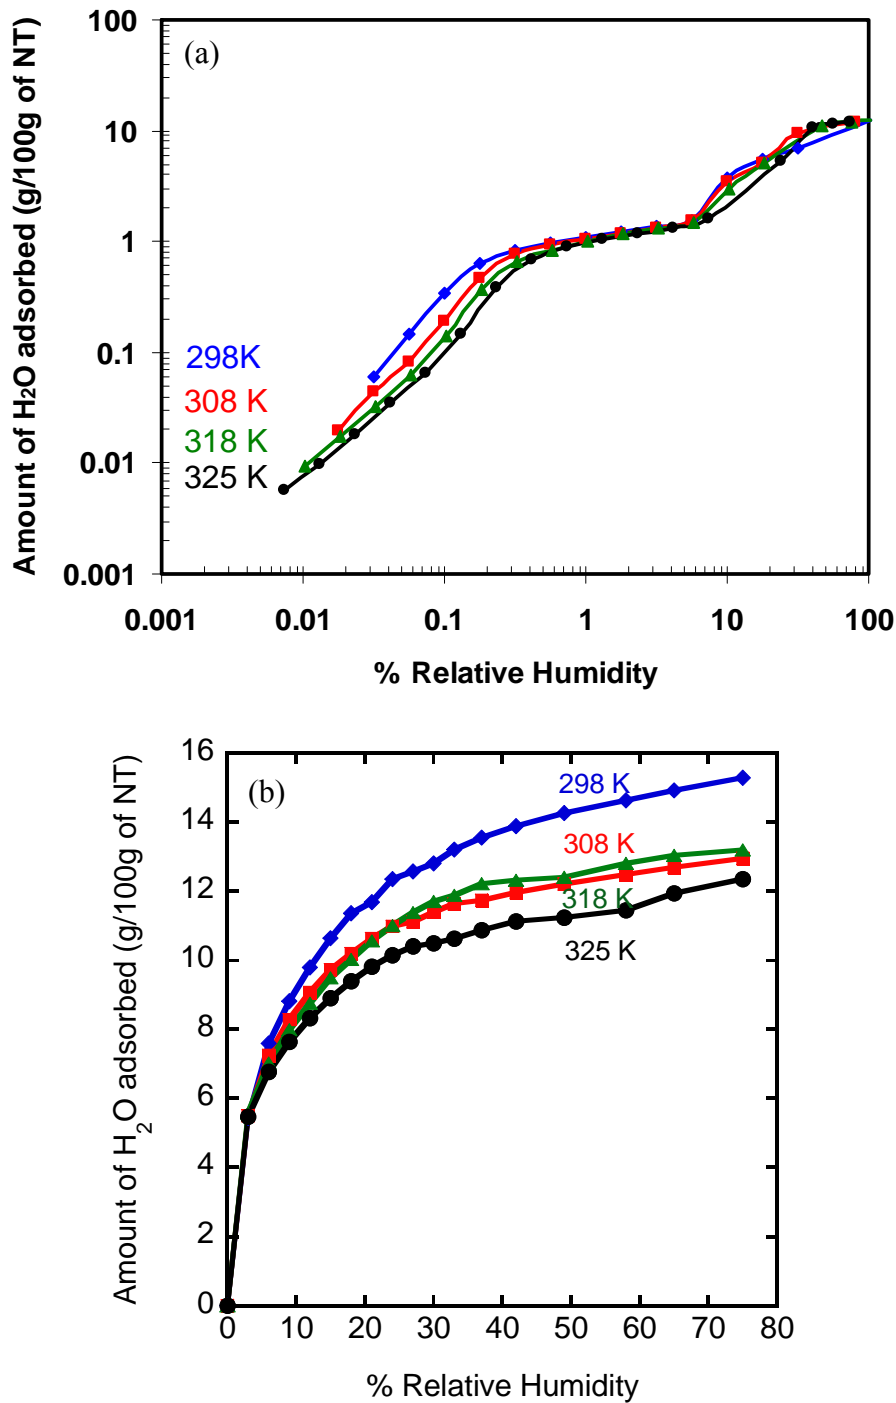 (a)
Amount of H2O adsorbed (g/100g of NT)
100
10
1
0.1
0.01
0.001
298K
308 K
318 K
325 K
0.001 0.01 0.1 1 10 100
% Relative Humidity
(b)
Amount of H2O adsorbed (g/100g of NT)
16
14
12
10
8
6
4
2
0
298 K
308 K
318 K
325 K
0 10 20 30 40 50 60 70 80
% Relative Humidity